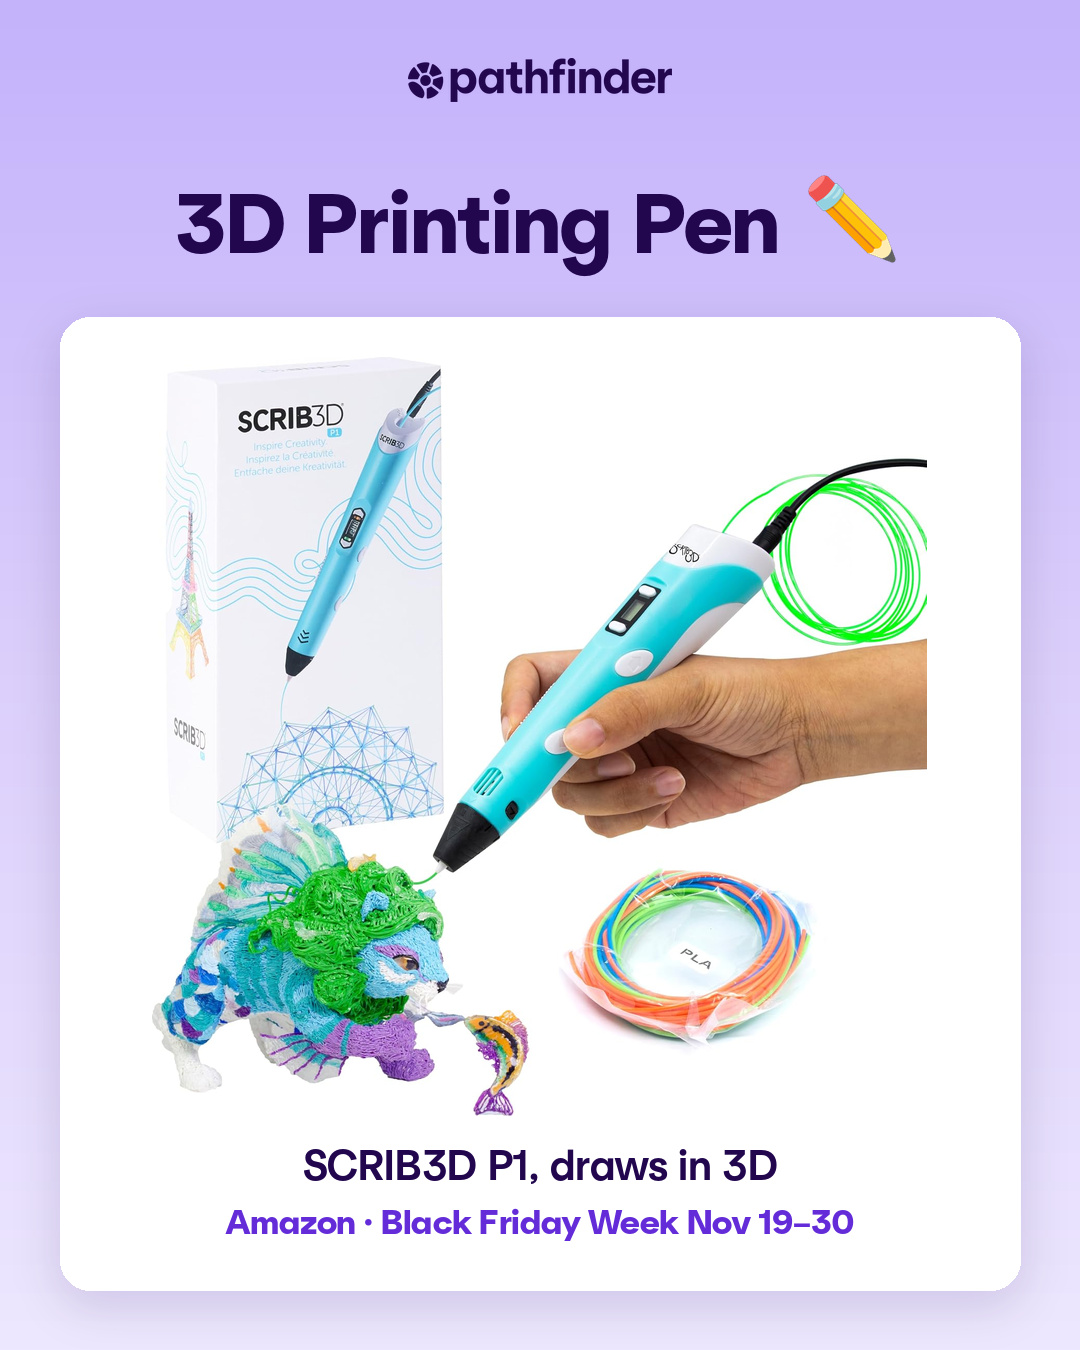 pathfinder
3D Printing Pen
SCRIB3D
P1
Inspire Creativity
Inspirez la Créativité
Entfache deine Kreativität
SCRIB3D
SCRIB3D
SCRIB3D
PLA
SCRIB3D P1, draws in 3D
Amazon · Black Friday Week Nov 19–30